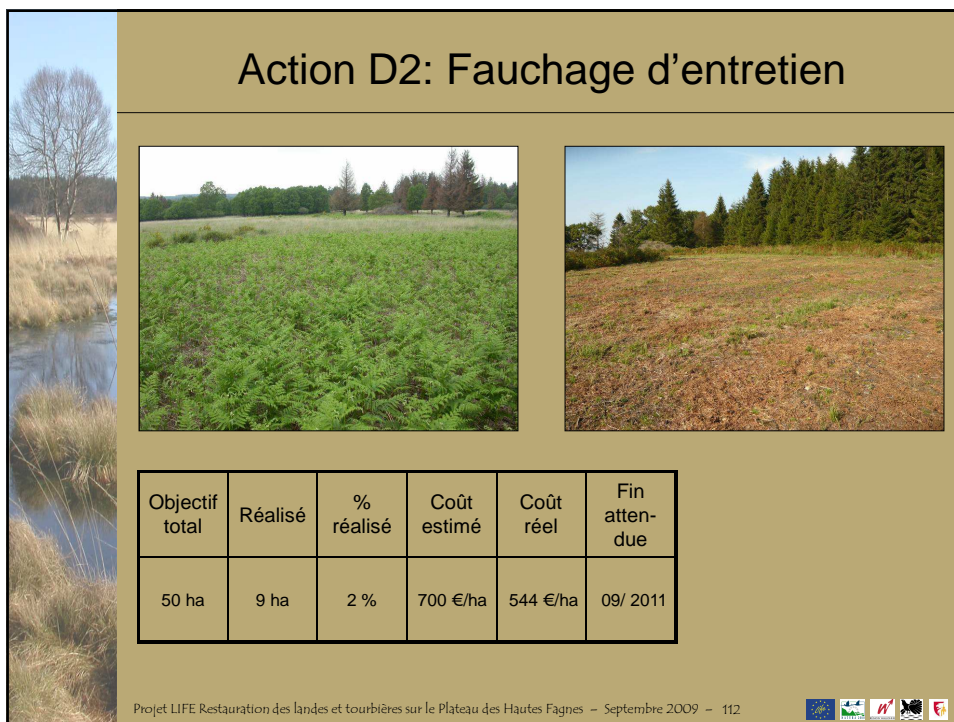 Action D2: Fauchage d’entretien
Objectif total
Réalisé
% réalisé
Coût estimé
Coût réel
Fin atten-due
50 ha
9 ha
2 %
700 €/ha
544 €/ha
09/ 2011
Projet LIFE Restauration des landes et tourbières sur le Plateau des Hautes Fagnes – Septembre 2009 – 112